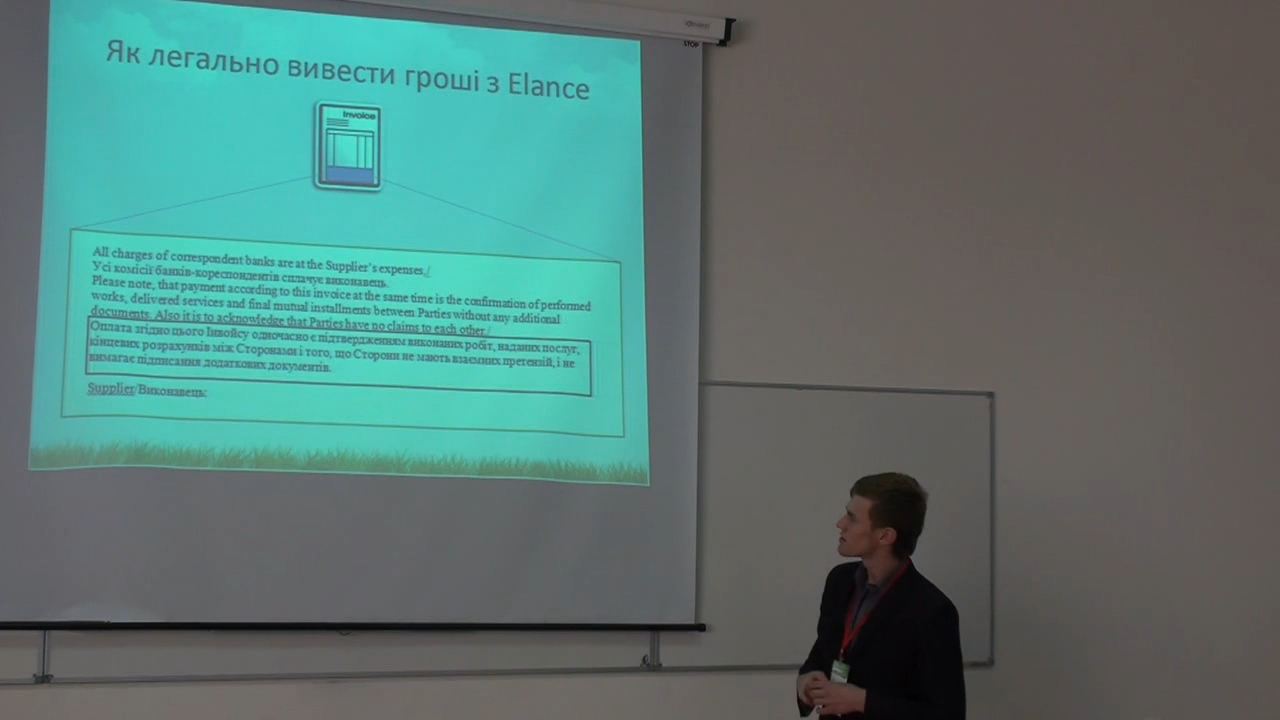 Як легально вивести гроші з Elance
Invoice
All charges of correspondent banks are at the Supplier's expenses./
Усі комісії банків-кореспондентів сплачує виконавець.
Please note, that payment according to this invoice at the same time is the confirmation of performed
works, delivered services and final mutual installments between Parties without any additional
documents. Also it is to acknowledge that Parties have no claims to each other./
Оплата згідно цього Інвойсу одночасно є підтвердженням виконаних робіт, наданих послуг,
кінцевих розрахунків між Сторонами і того, що Сторони не мають взаємних претензій, і не
вимагає підписання додаткових документів.
Supplier/Виконавець:
STOP